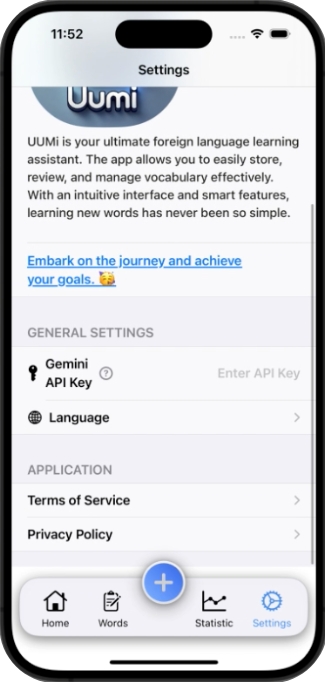 11:52
Settings
Uumi
UUMi is your ultimate foreign language learning
assistant. The app allows you to easily store,
review, and manage vocabulary effectively.
With an intuitive interface and smart features,
learning new words has never been so simple.
Embark on the journey and achieve
your goals. 🥳
GENERAL SETTINGS
Gemini
API Key ? Enter API Key
Language
APPLICATION
Terms of Service
Privacy Policy
Home Words Statistic Settings